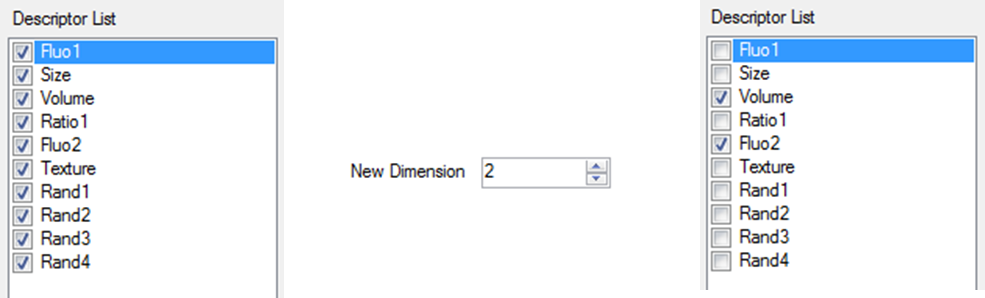 Descriptor List
Fluo1
Size
Volume
Ratio1
Fluo2
Texture
Rand1
Rand2
Rand3
Rand4
New Dimension 2
Descriptor List
Fluo1
Size
Volume
Ratio1
Fluo2
Texture
Rand1
Rand2
Rand3
Rand4